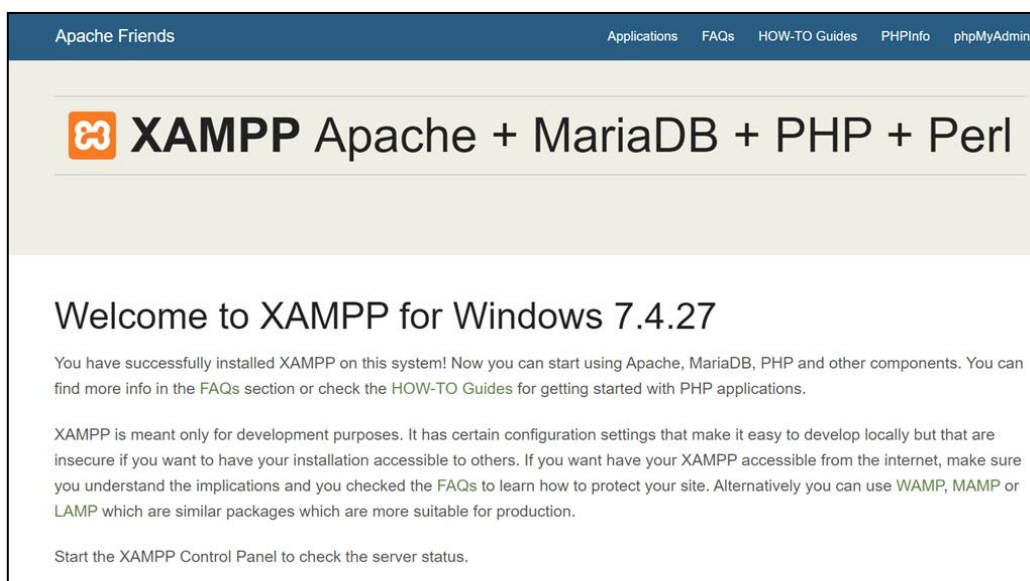 Apache Friends
Applications FAQs HOW-TO Guides PHPInfo phpMyAdmin
XAMPP Apache + MariaDB + PHP + Perl
Welcome to XAMPP for Windows 7.4.27
You have successfully installed XAMPP on this system! Now you can start using Apache, MariaDB, PHP and other components. You can
find more info in the FAQs section or check the HOW-TO Guides for getting started with PHP applications.
XAMPP is meant only for development purposes. It has certain configuration settings that make it easy to develop locally but that are
insecure if you want to have your installation accessible to others. If you want have your XAMPP accessible from the internet, make sure
you understand the implications and you checked the FAQs to learn how to protect your site. Alternatively you can use WAMP, MAMP or
LAMP which are similar packages which are more suitable for production.
Start the XAMPP Control Panel to check the server status.